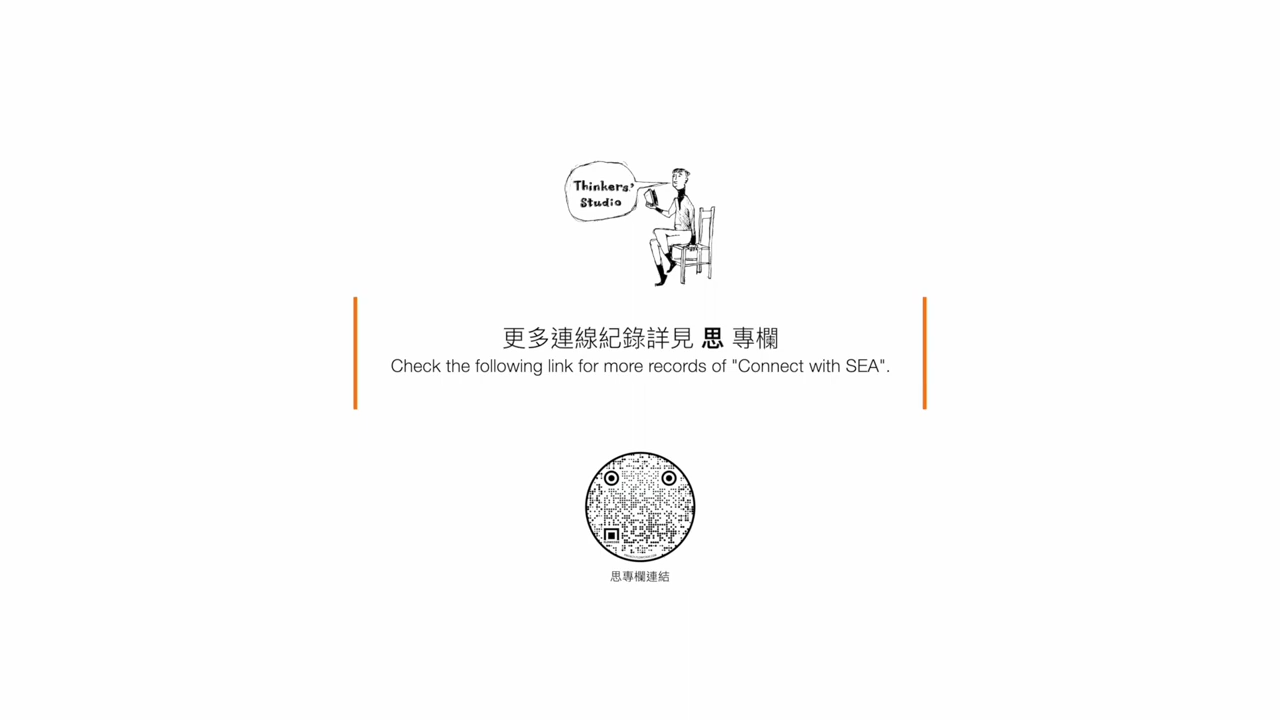 Thinkers'
Studio
更多連線紀錄詳見 思 專欄
Check the following link for more records of "Connect with SEA".
思專欄連結